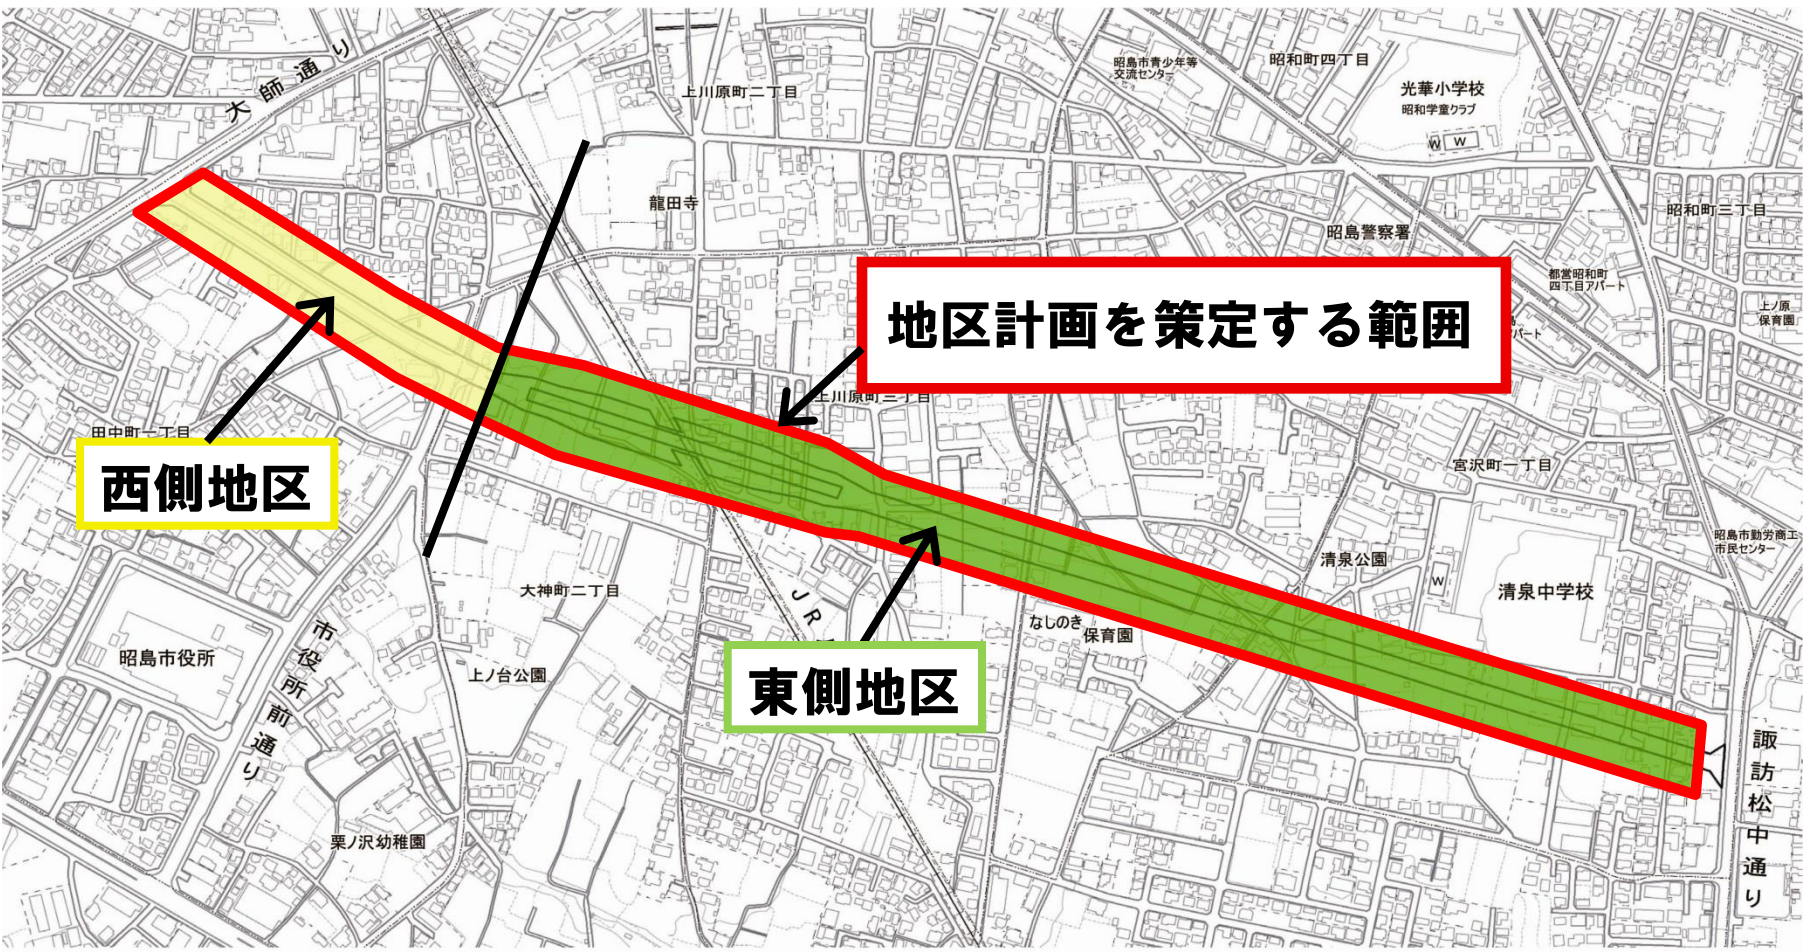 大師通り
上川原町二丁目
昭島市青少年等
交流センター
昭和町四丁目
光華小学校
昭和学童クラブ
W W
龍田寺
昭和町三丁目
昭島警察署
都営昭和町
四丁目アパート
上ノ原
保育園
地区計画を策定する範囲
パート
上川原町三丁目
田中町一丁目
西側地区
宮沢町一丁目
昭島市勤労商工
市民センター
清泉公園
W
清泉中学校
大神町二丁目
JR
なしのき
保育園
市役所前通り
昭島市役所
上ノ台公園
東側地区
諏訪松中通り
栗ノ沢幼稚園